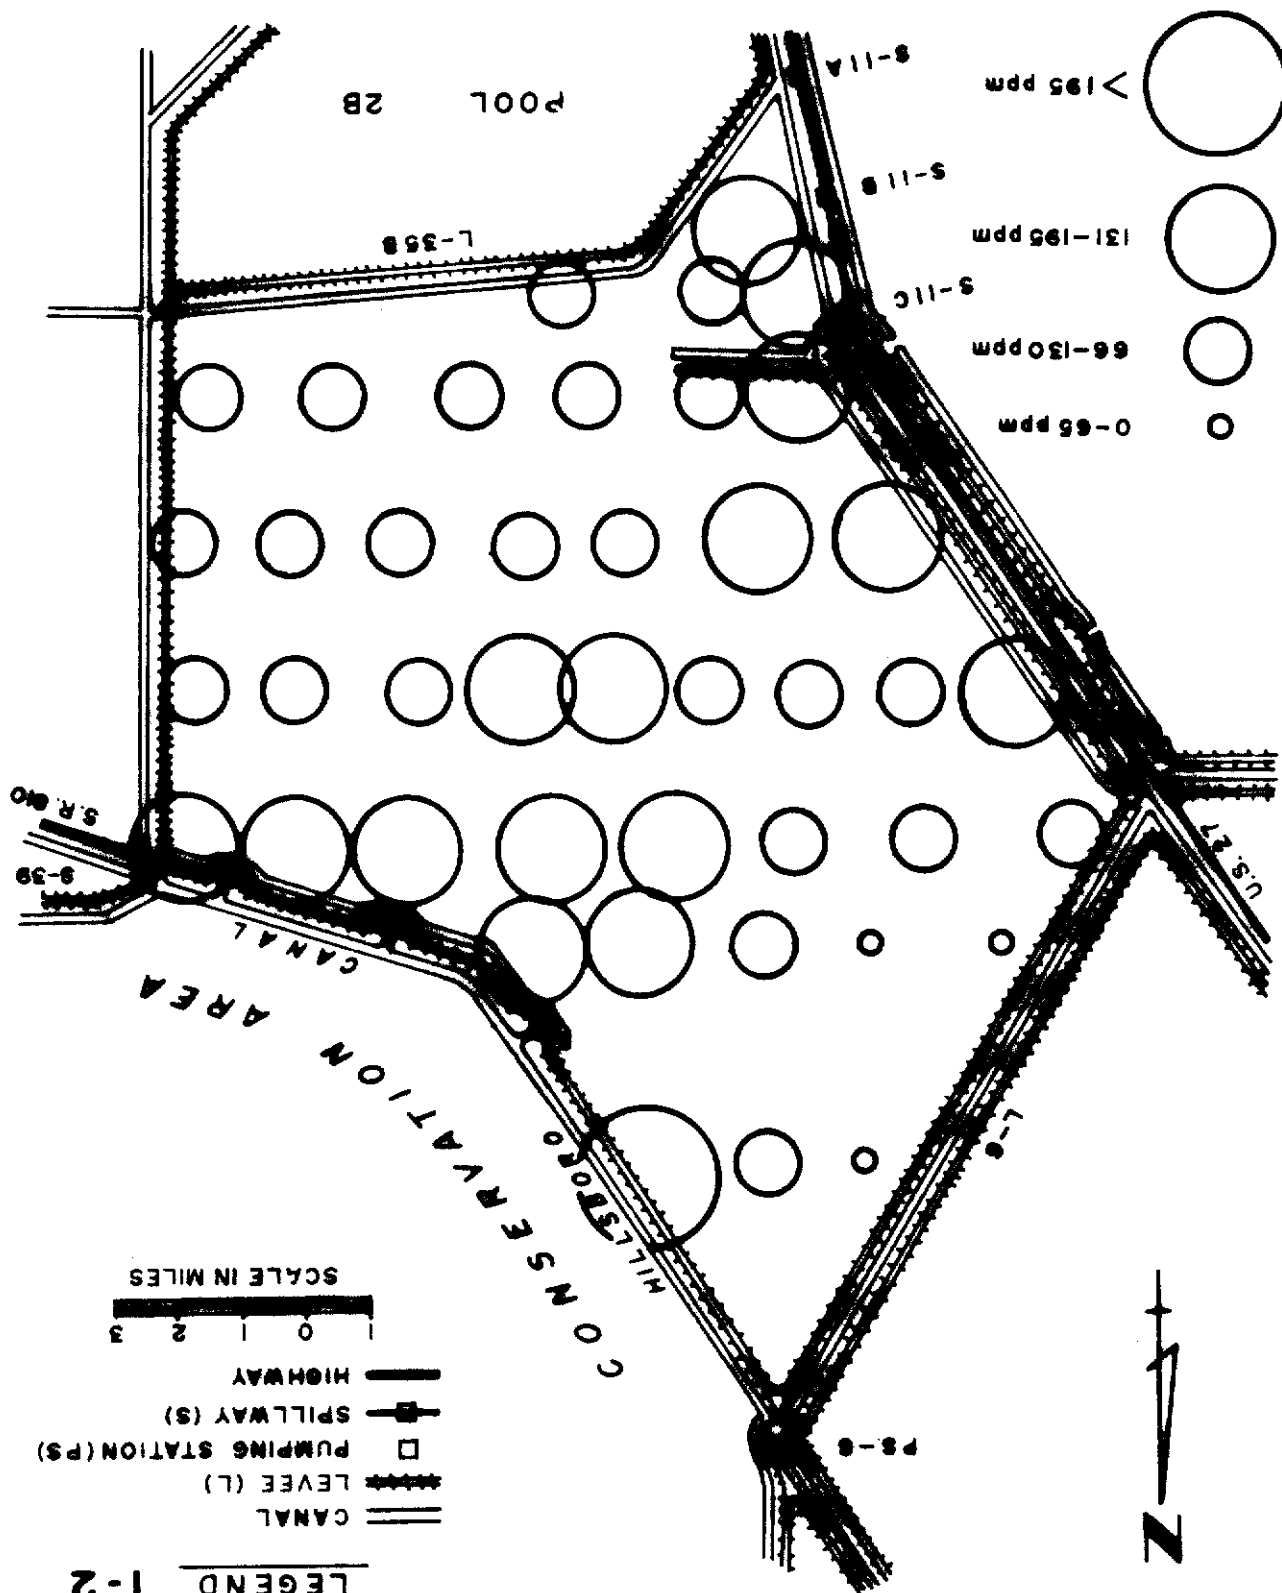 LEGEND 1-2
CANAL
LEVEE (L)
PUMPING STATION (PS)
SPILLWAY (S)
HIGHWAY
1 0 1 2 3
SCALE IN MILES
N
PS-6
HILLSBORO
CANAL
CONSERVATION AREA
L-6
S-39
S.R. 810
U.S. 27
0-65 ppm
66-130 ppm
131-195 ppm
> 195 ppm
S-11C
S-11B
S-11A
L-35B
POOL 2B